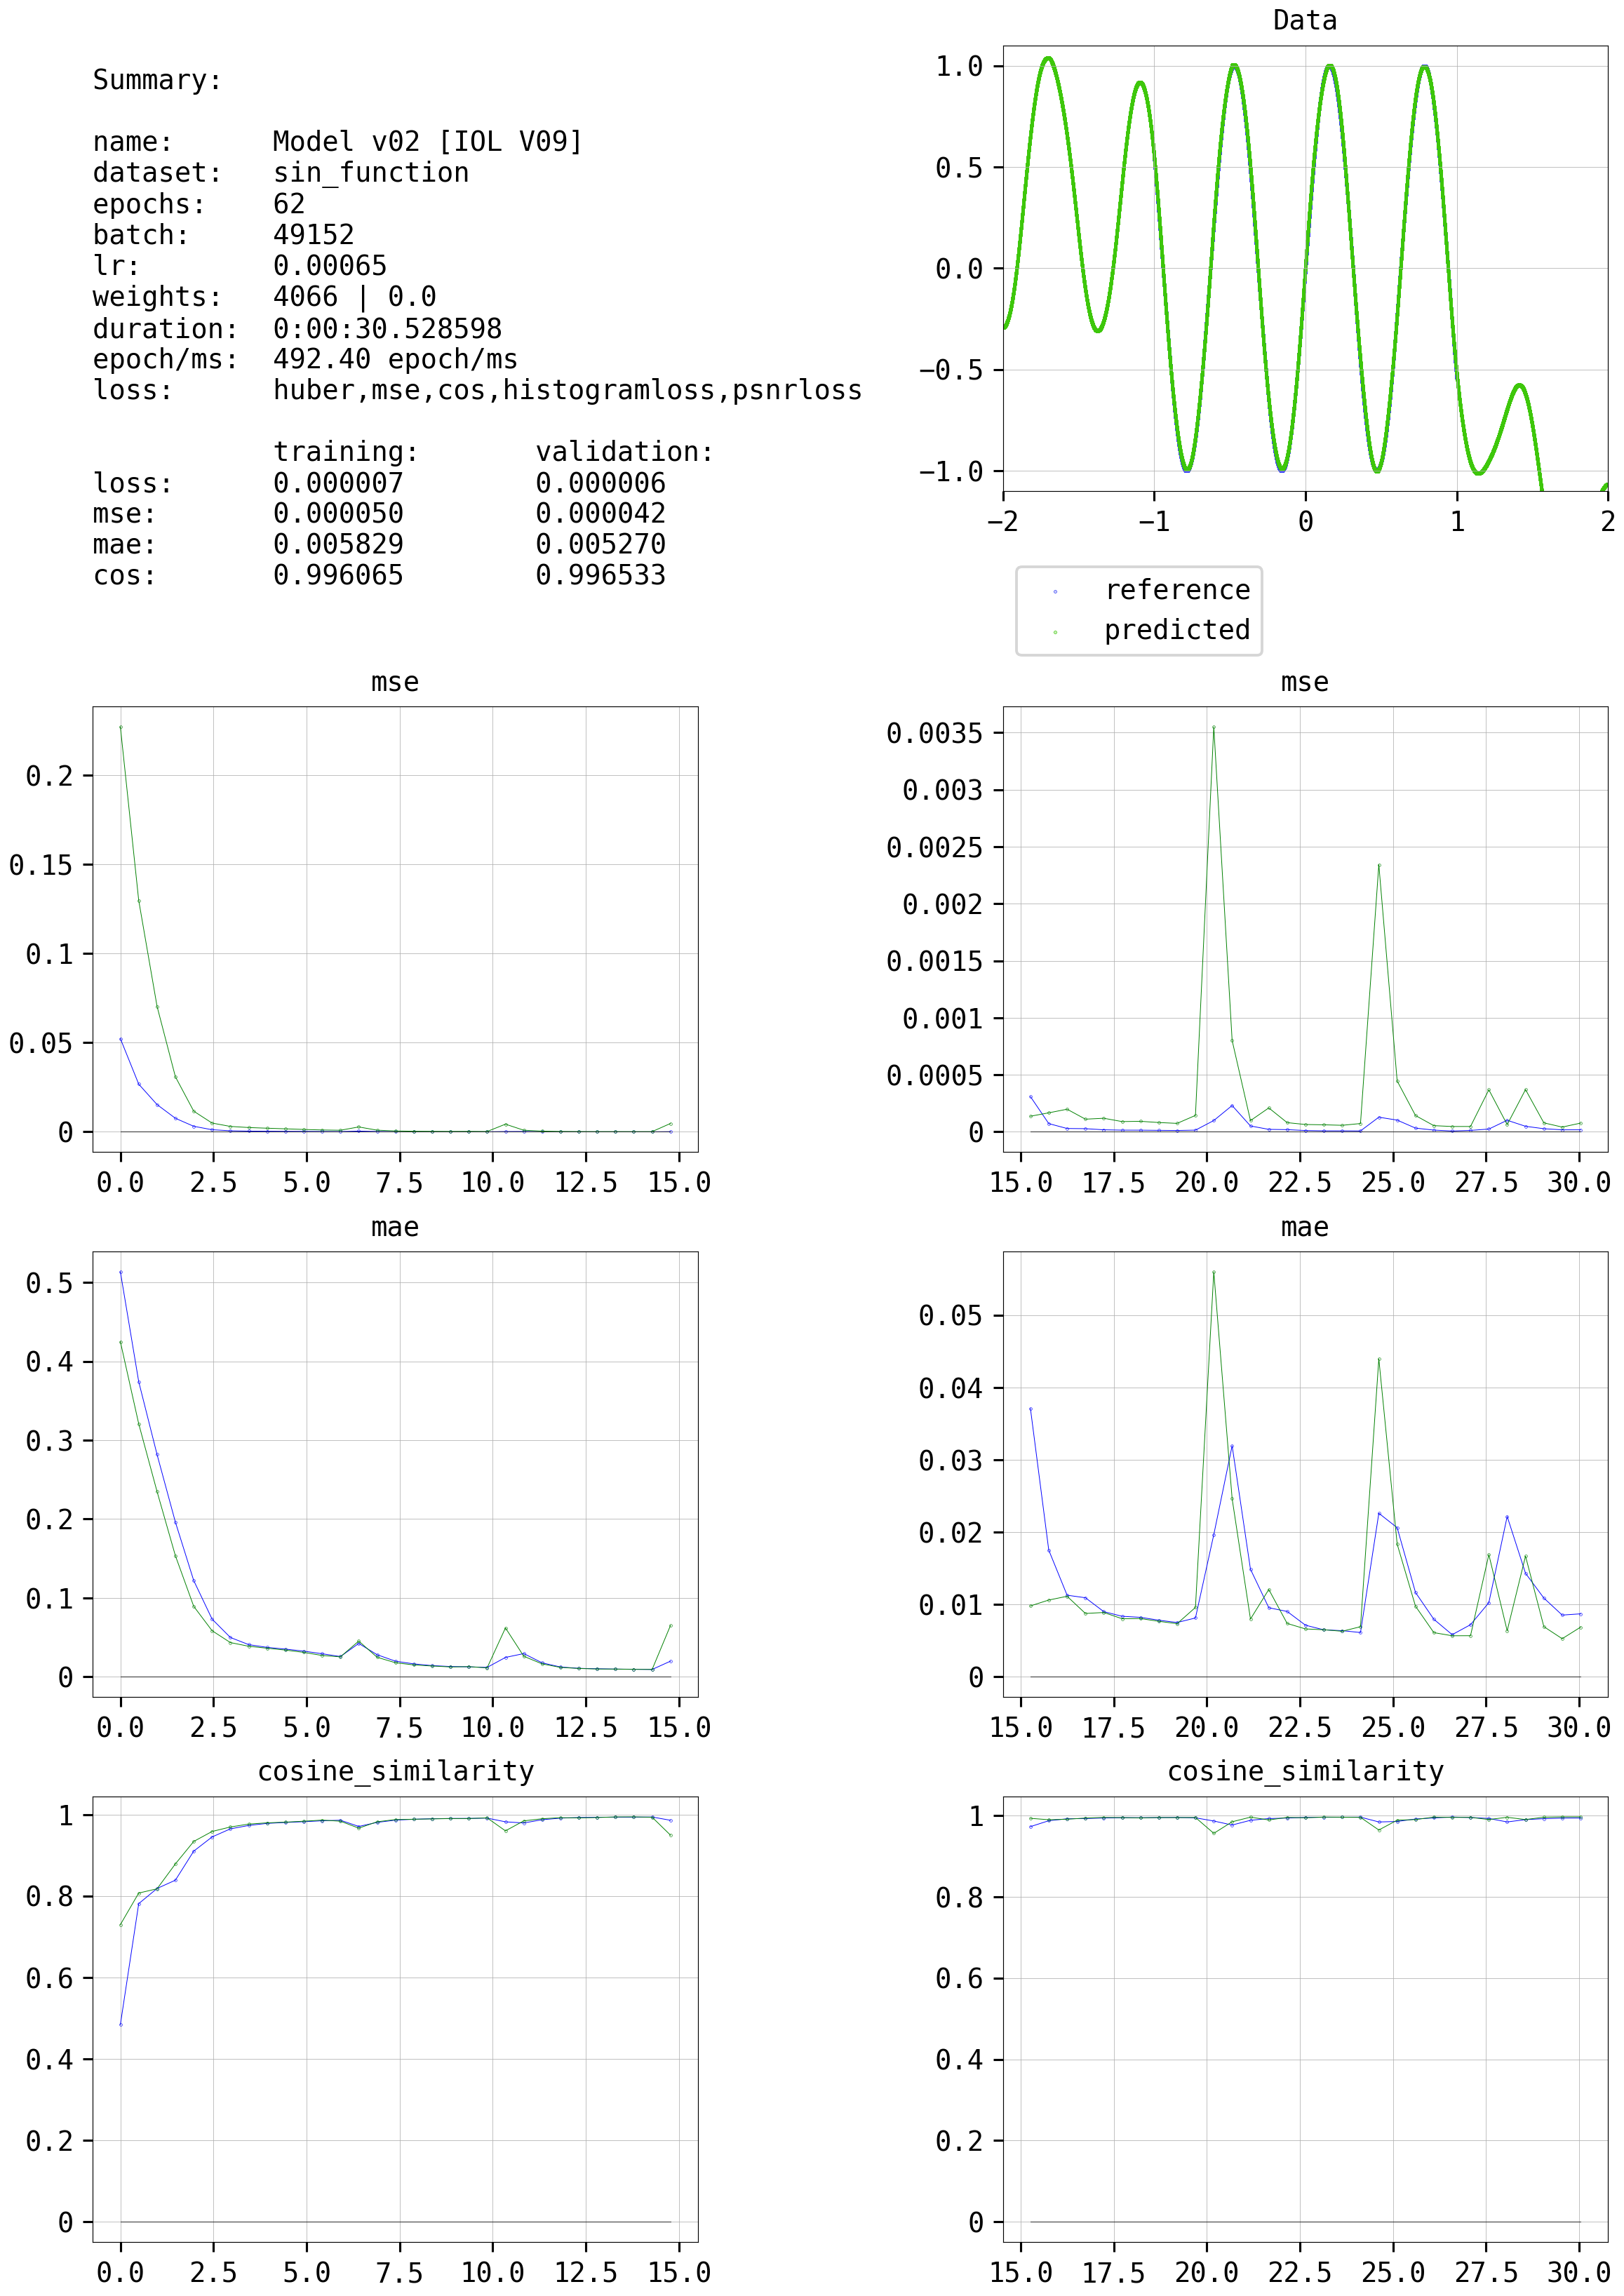 Summary:
name: Model v02 [IOL V09]
dataset: sin_function
epochs: 62
batch: 49152
lr: 0.00065
weights: 4066 | 0.0
duration: 0:00:30.528598
epoch/ms: 492.40 epoch/ms
loss: huber,mse,cos,histogramloss,psnrloss
training: validation:
loss: 0.000007 0.000006
mse: 0.000050 0.000042
mae: 0.005829 0.005270
cos: 0.996065 0.996533
Data
1.0
0.5
0.0
−0.5
−1.0
−2 −1 0 1 2
reference
predicted
mse
0.2
0.15
0.1
0.05
0
0.0 2.5 5.0 7.5 10.0 12.5 15.0
mse
0.0035
0.003
0.0025
0.002
0.0015
0.001
0.0005
0
15.0 17.5 20.0 22.5 25.0 27.5 30.0
mae
0.5
0.4
0.3
0.2
0.1
0
0.0 2.5 5.0 7.5 10.0 12.5 15.0
mae
0.05
0.04
0.03
0.02
0.01
0
15.0 17.5 20.0 22.5 25.0 27.5 30.0
cosine_similarity
1
0.8
0.6
0.4
0.2
0
0.0 2.5 5.0 7.5 10.0 12.5 15.0
cosine_similarity
1
0.8
0.6
0.4
0.2
0
15.0 17.5 20.0 22.5 25.0 27.5 30.0